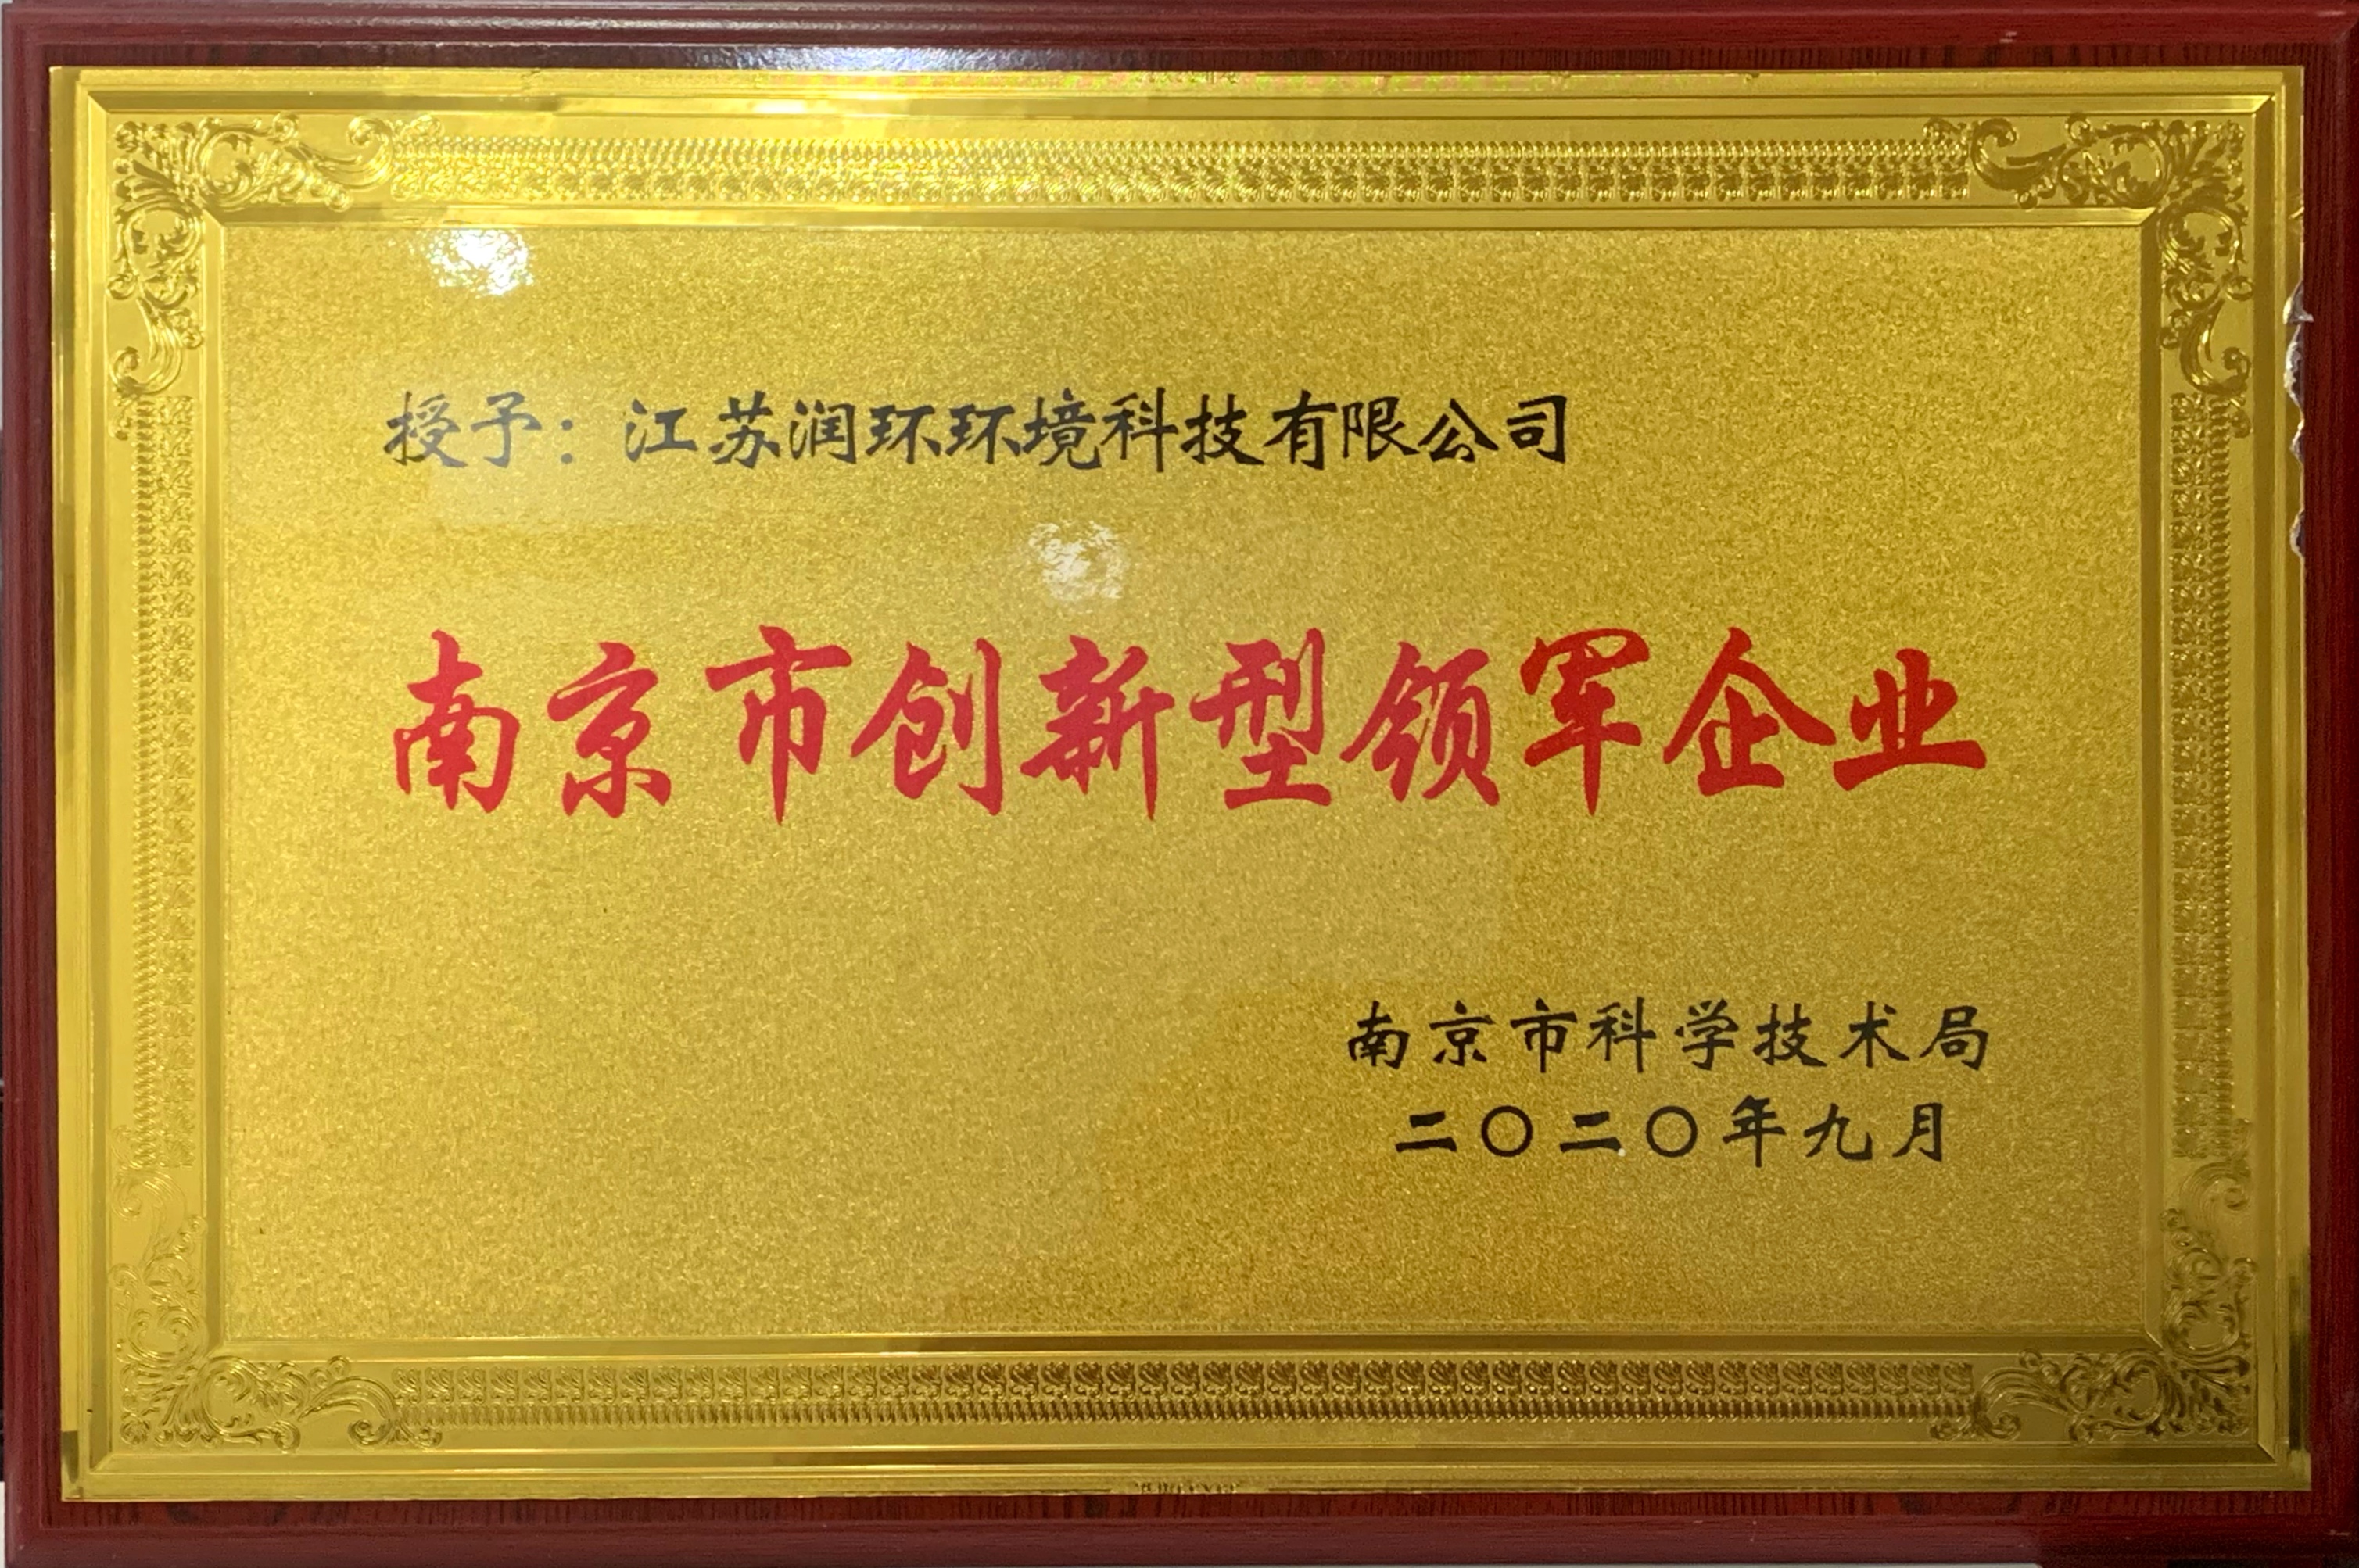 授予：江苏润环环境科技有限公司
南京市创新型领军企业
南京市科学技术局
二〇二〇年九月